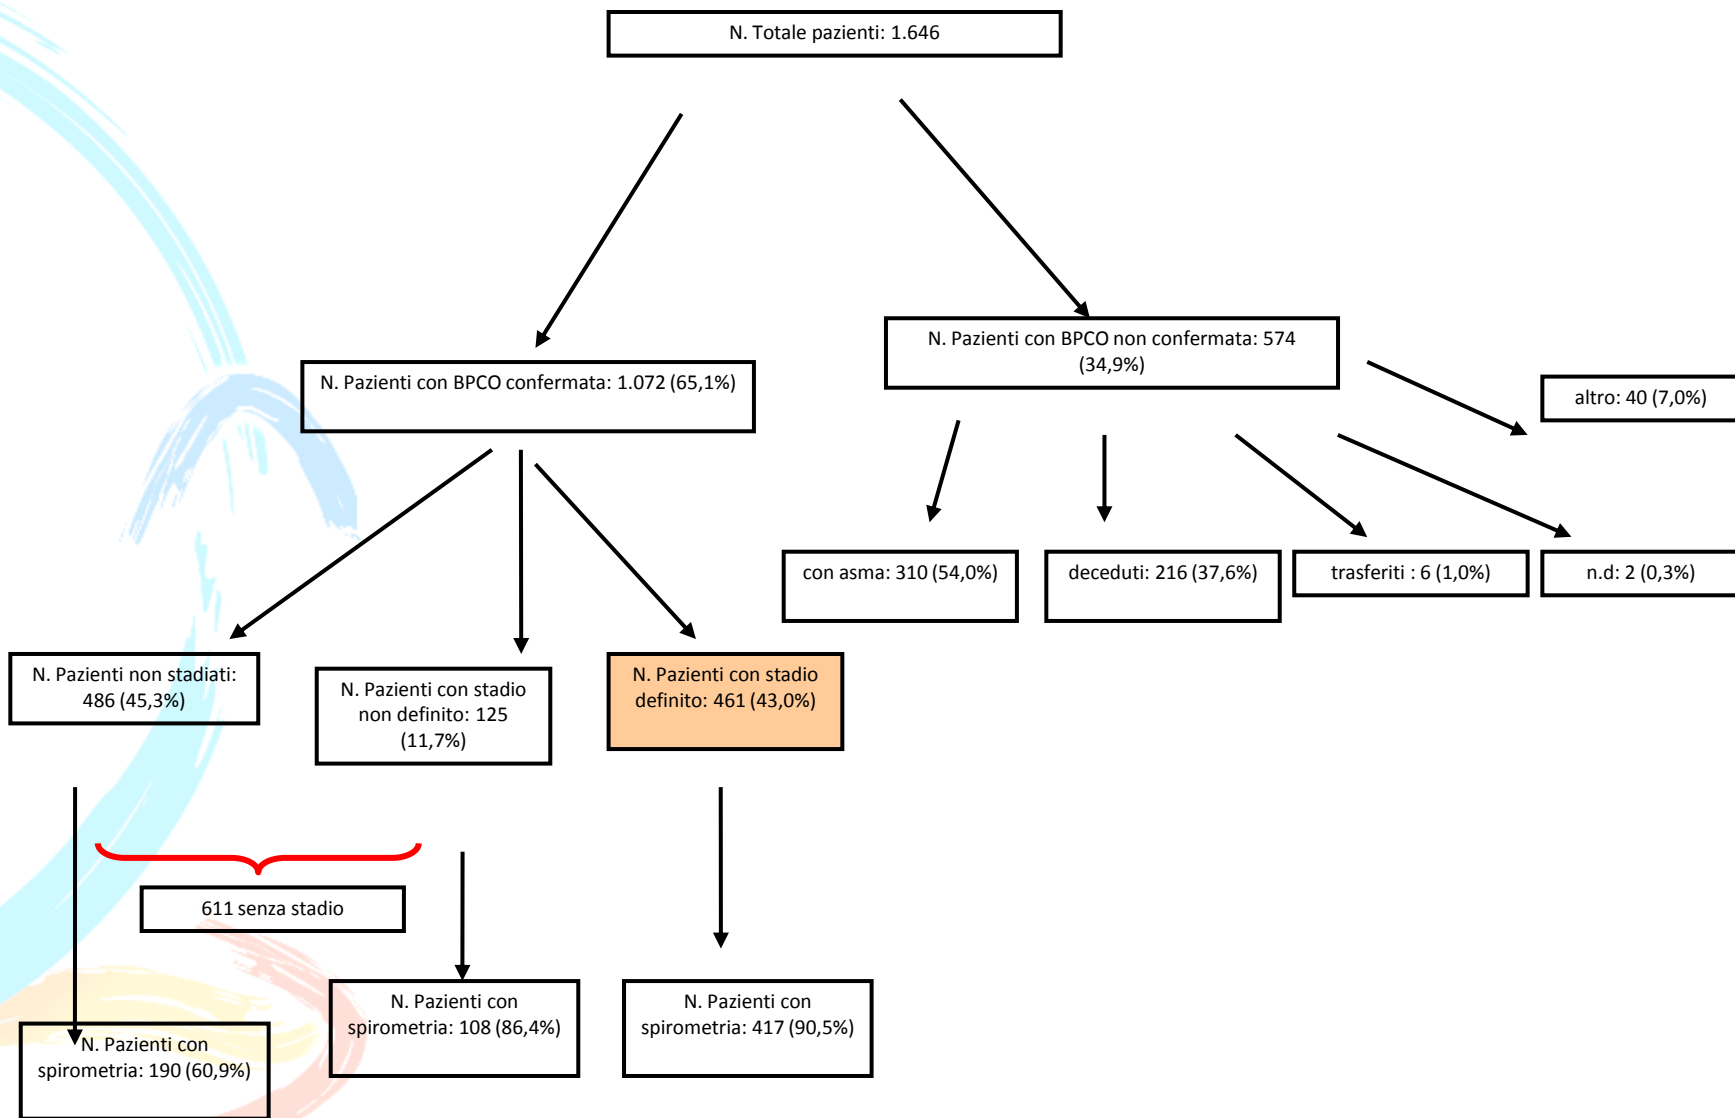 N. Totale pazienti: 1.646
N. Pazienti con BPCO non confermata: 574
(34,9%)
N. Pazienti con BPCO confermata: 1.072 (65,1%)
altro: 40 (7,0%)
con asma: 310 (54,0%)
deceduti: 216 (37,6%)
trasferiti : 6 (1,0%)
n.d: 2 (0,3%)
N. Pazienti non stadiati:
486 (45,3%)
N. Pazienti con stadio
non definito: 125
(11,7%)
N. Pazienti con stadio
definito: 461 (43,0%)
611 senza stadio
N. Pazienti con
spirometria: 190 (60,9%)
N. Pazienti con
spirometria: 108 (86,4%)
N. Pazienti con
spirometria: 417 (90,5%)